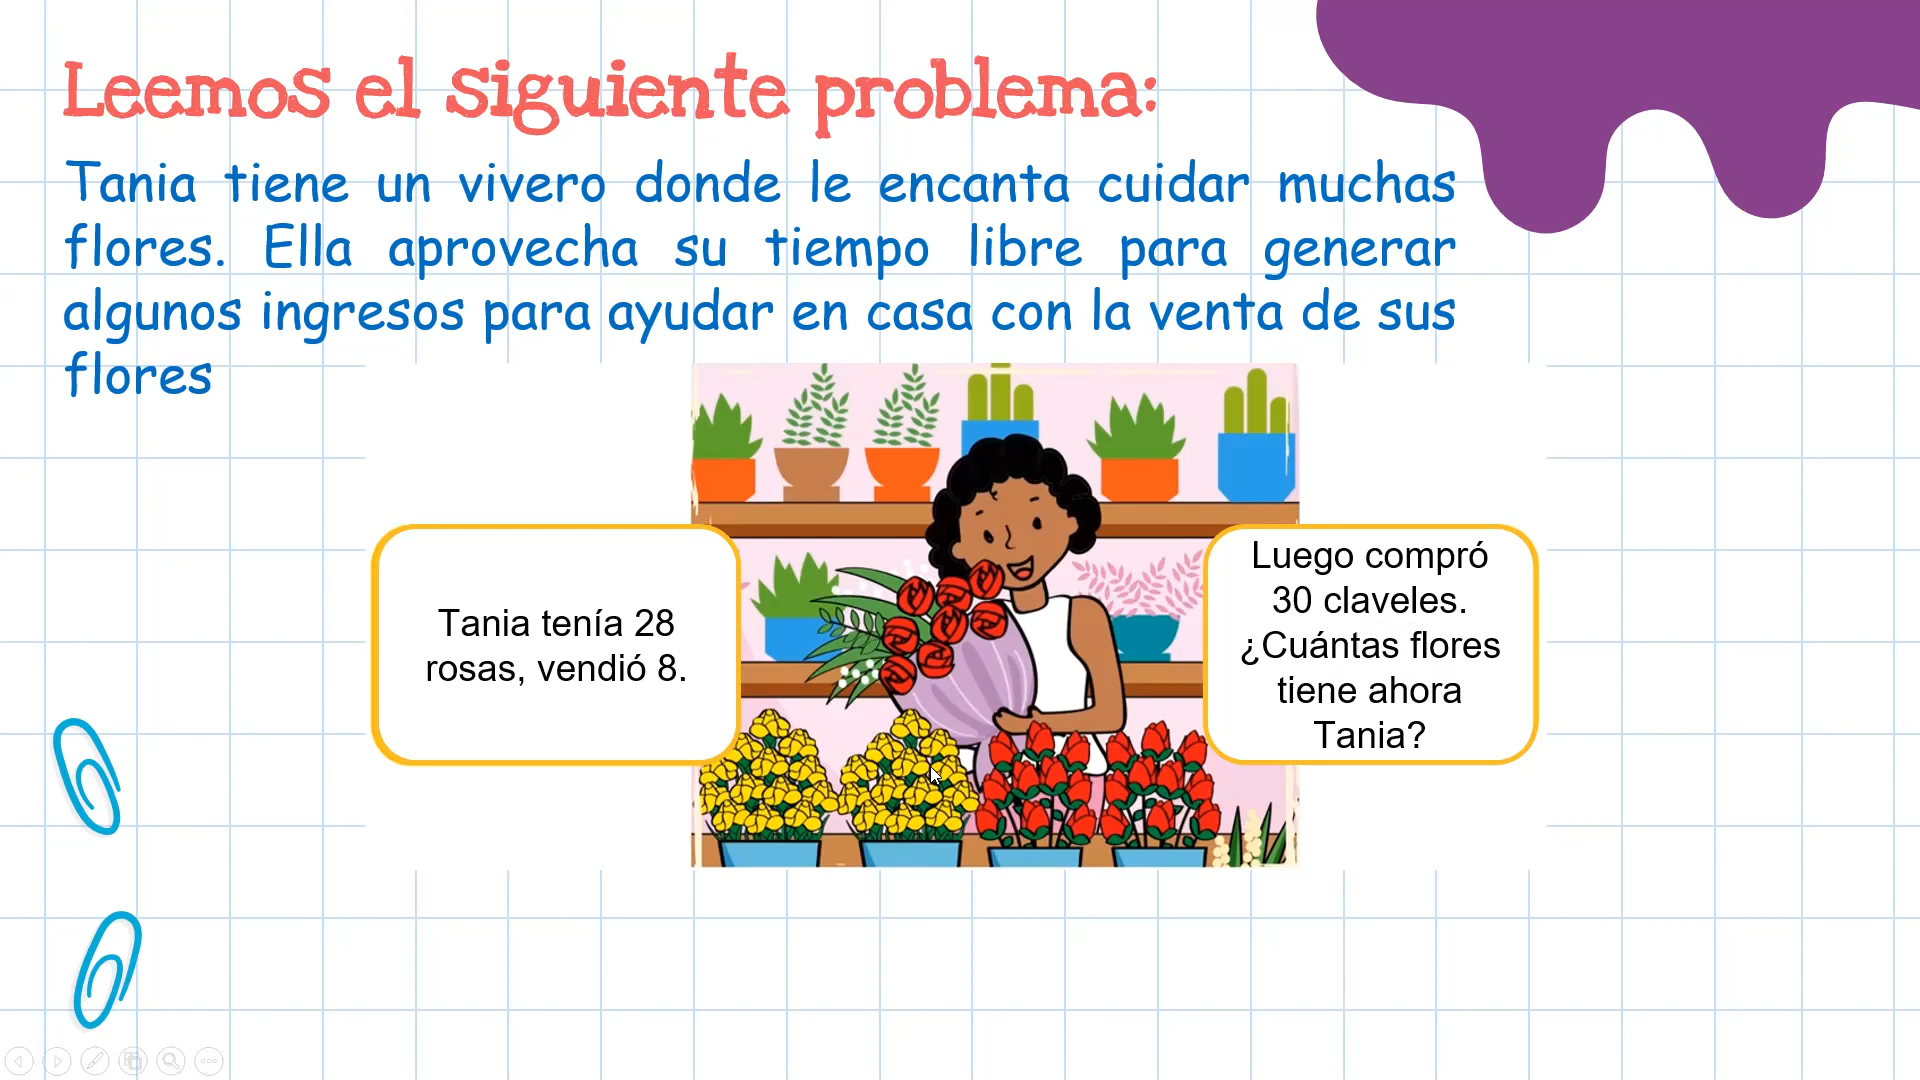 Leemos el siguiente problema:
Tania tiene un vivero donde le encanta cuidar muchas
flores. Ella aprovecha su tiempo libre para generar
algunos ingresos para ayudar en casa con la venta de sus
flores
Tania tenía 28
rosas, vendió 8.
Luego compró
30 claveles.
¿Cuántas flores
tiene ahora
Tania?